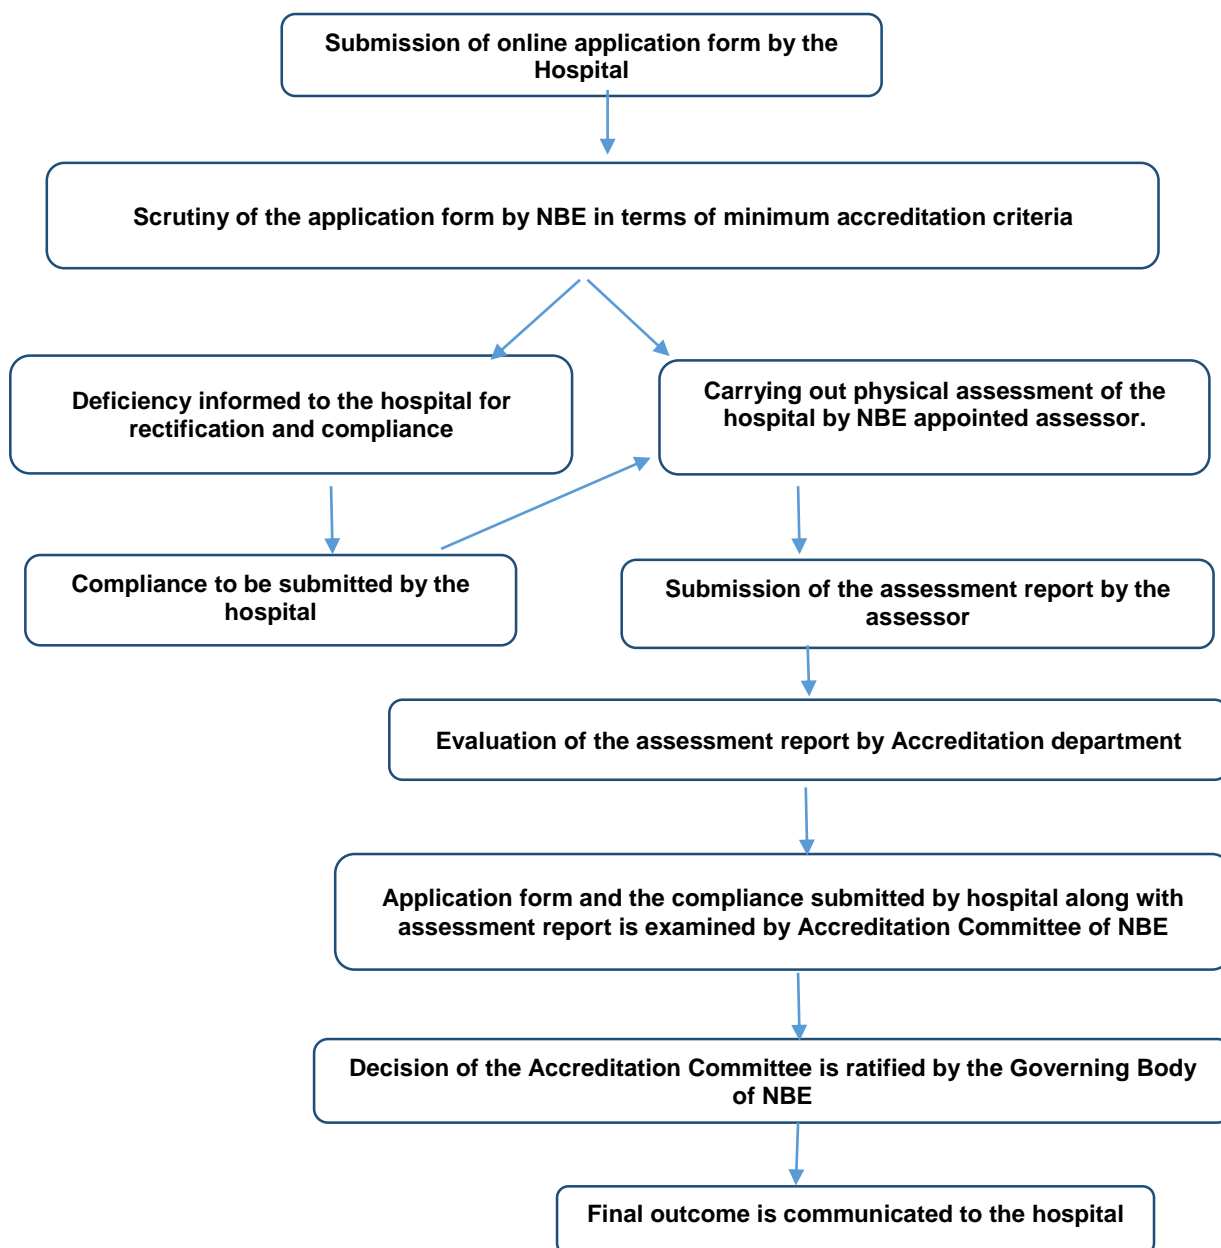 Submission of online application form by the
Hospital
Scrutiny of the application form by NBE in terms of minimum accreditation criteria
Deficiency informed to the hospital for
rectification and compliance
Carrying out physical assessment of the
hospital by NBE appointed assessor.
Compliance to be submitted by the
hospital
Submission of the assessment report by the
assessor
Evaluation of the assessment report by Accreditation department
Application form and the compliance submitted by hospital along with
assessment report is examined by Accreditation Committee of NBE
Decision of the Accreditation Committee is ratified by the Governing Body
of NBE
Final outcome is communicated to the hospital